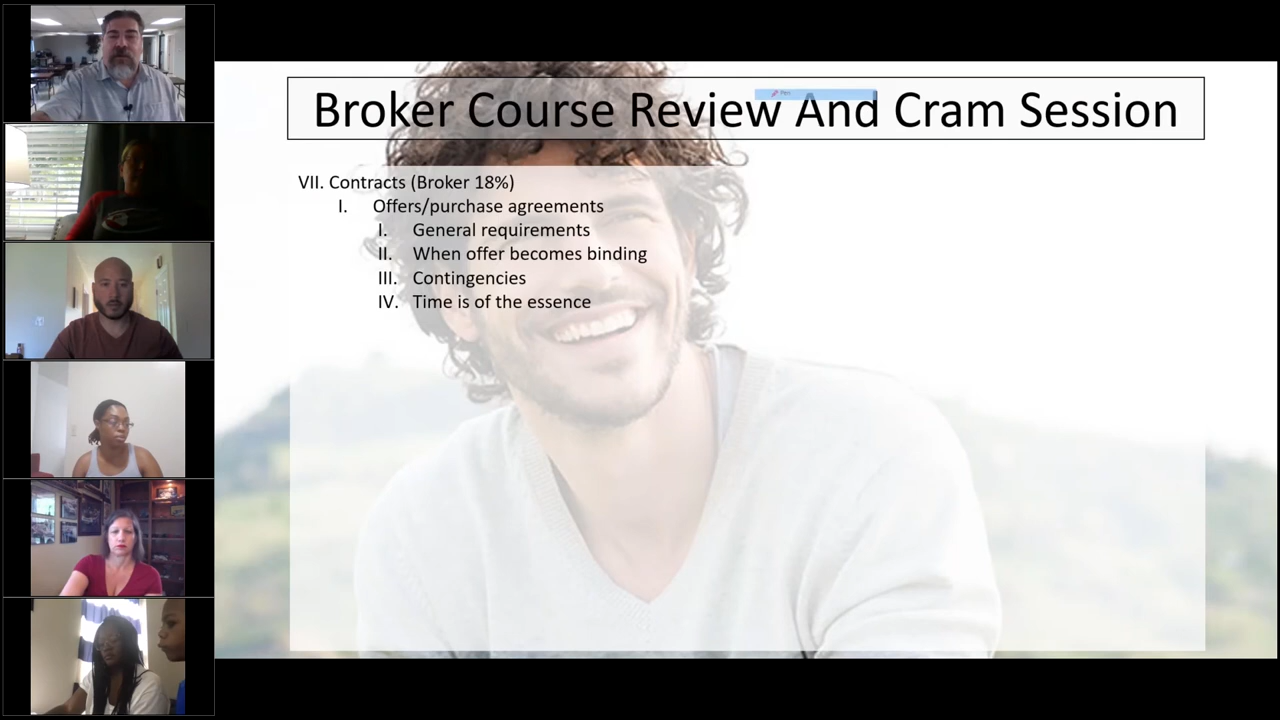 Pen
Broker Course Review And Cram Session
VII. Contracts (Broker 18%)
I. Offers/purchase agreements
I. General requirements
II. When offer becomes binding
III. Contingencies
IV. Time is of the essence